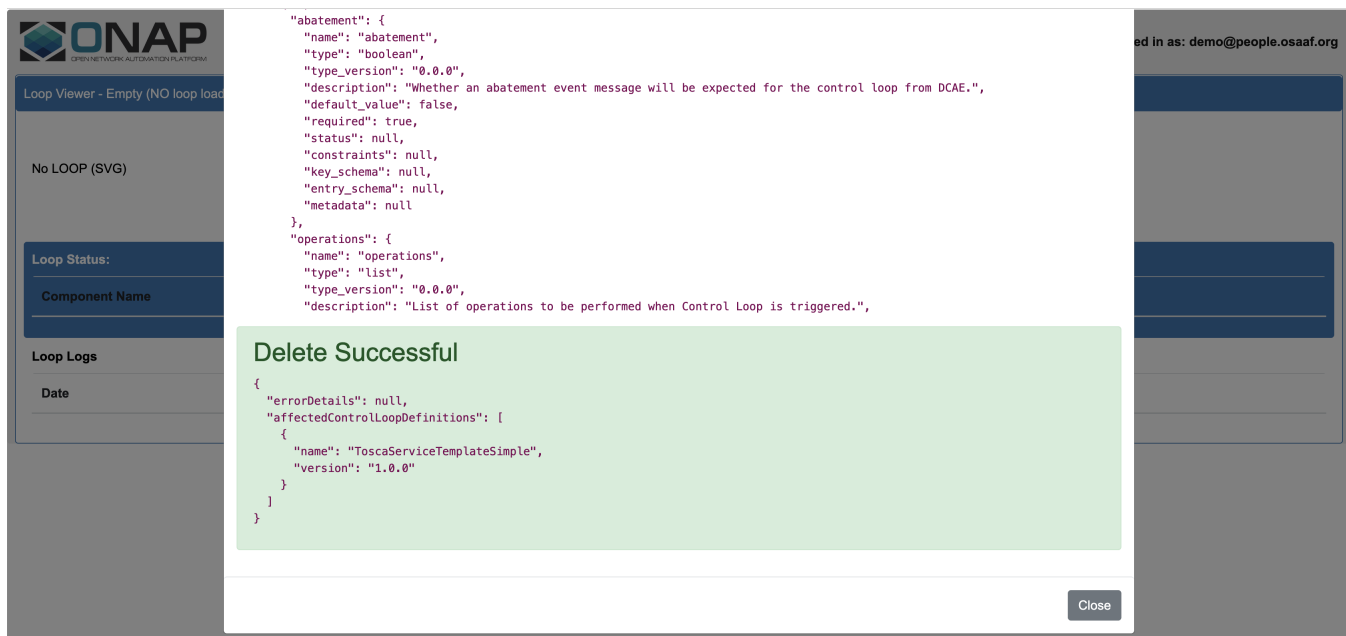 ONAP
OPEN NETWORK AUTOMATION PLATFORM
ed in as: demo@people.osaaf.org
Loop Viewer - Empty (NO loop load
No LOOP (SVG)
Loop Status:
Component Name
Loop Logs
Date
"abatement": {
"name": "abatement",
"type": "boolean",
"type_version": "0.0.0",
"description": "Whether an abatement event message will be expected for the control loop from DCAE.",
"default_value": false,
"required": true,
"status": null,
"constraints": null,
"key_schema": null,
"entry_schema": null,
"metadata": null
},
"operations": {
"name": "operations",
"type": "list",
"type_version": "0.0.0",
"description": "List of operations to be performed when Control Loop is triggered.",
Delete Successful
{
"errorDetails": null,
"affectedControlLoopDefinitions": [
{
"name": "ToscaServiceTemplateSimple",
"version": "1.0.0"
}
]
}
Close